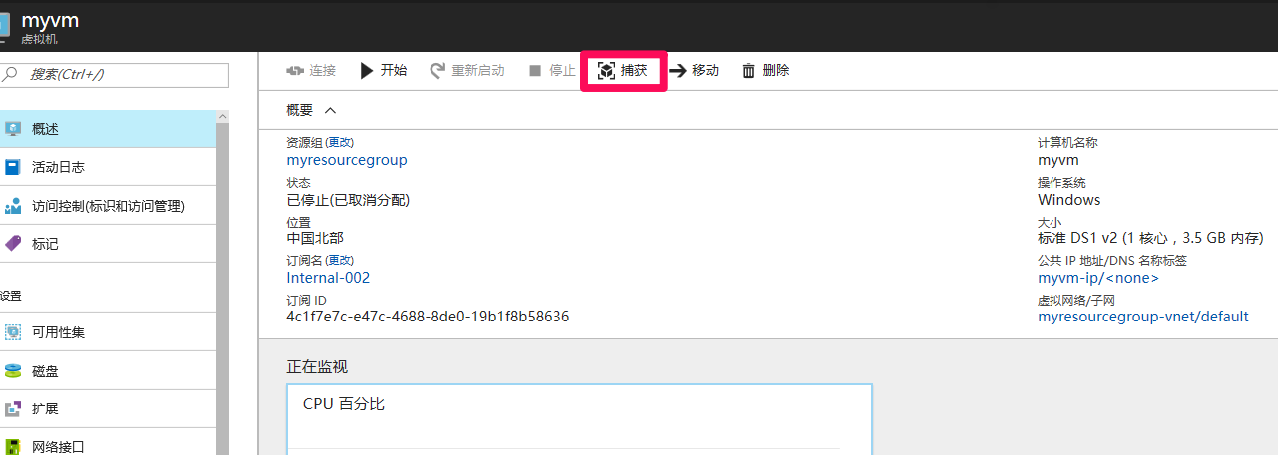 myvm
虚拟机
搜索(Ctrl+/)
连接 开始 重新启动 停止 捕获 移动 删除
概述
活动日志
访问控制(标识和访问管理)
标记
设置
可用性集
磁盘
扩展
网络接口
概要
资源组 (更改)
myresourcegroup
状态
已停止(已取消分配)
位置
中国北部
订阅名 (更改)
Internal-002
订阅 ID
4c1f7e7c-e47c-4688-8de0-19b1f8b58636
计算机名称
myvm
操作系统
Windows
大小
标准 DS1 v2 (1 核心，3.5 GB 内存)
公共 IP 地址/DNS 名称标签
myvm-ip/<none>
虚拟网络/子网
myresourcegroup-vnet/default
正在监视
CPU 百分比